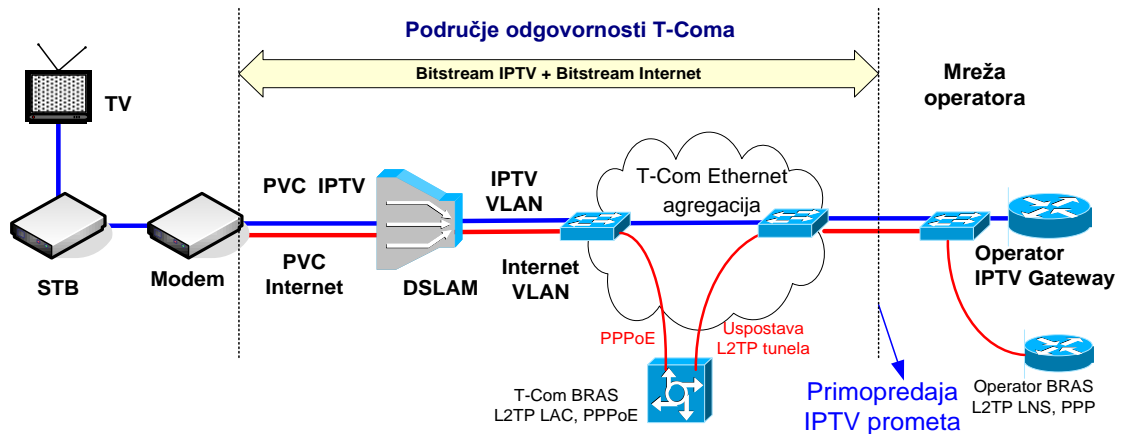 Područje odgovornosti T-Coma
Bitstream IPTV + Bitstream Internet
Mreža
operatora
TV
PVC IPTV
IPTV
VLAN
T-Com Ethernet
agregacija
STB
Modem
PVC
Internet
DSLAM
Internet
VLAN
Operator
IPTV Gateway
PPPoE
Uspostava
L2TP tunela
T-Com BRAS
L2TP LAC, PPPoE
Primopredaja
IPTV prometa
Operator BRAS
L2TP LNS, PPP